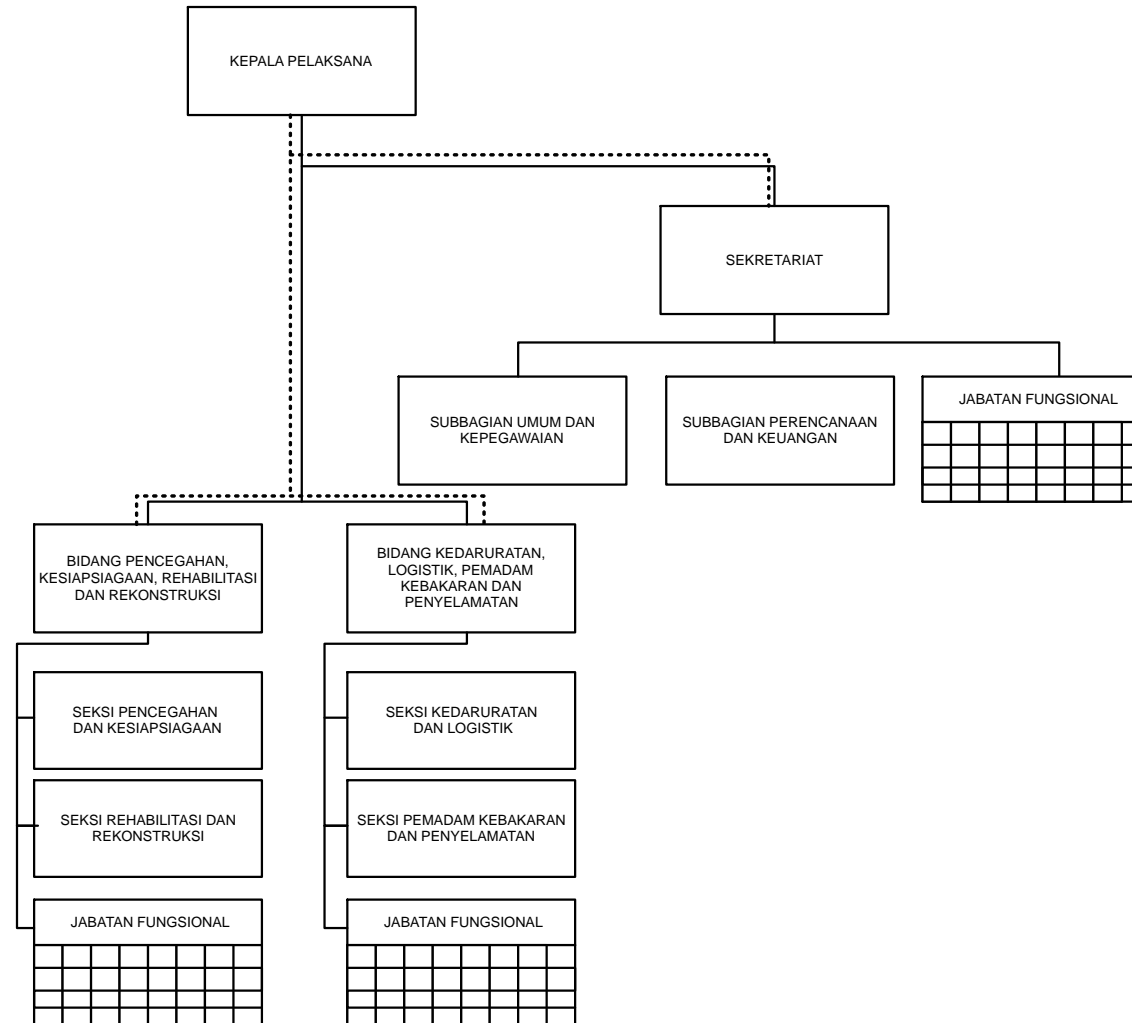 KEPALA PELAKSANA
SEKRETARIAT
SUBBAGIAN UMUM DAN
KEPEGAWAIAN
SUBBAGIAN PERENCANAAN
DAN KEUANGAN
JABATAN FUNGSIONAL
BIDANG PENCEGAHAN,
KESIAPSIAGAAN, REHABILITASI
DAN REKONSTRUKSI
BIDANG KEDARURATAN,
LOGISTIK, PEMADAM
KEBAKARAN DAN
PENYELAMATAN
SEKSI PENCEGAHAN
DAN KESIAPSIAGAAN
SEKSI KEDARURATAN
DAN LOGISTIK
SEKSI REHABILITASI DAN
REKONSTRUKSI
SEKSI PEMADAM KEBAKARAN
DAN PENYELAMATAN
JABATAN FUNGSIONAL
JABATAN FUNGSIONAL